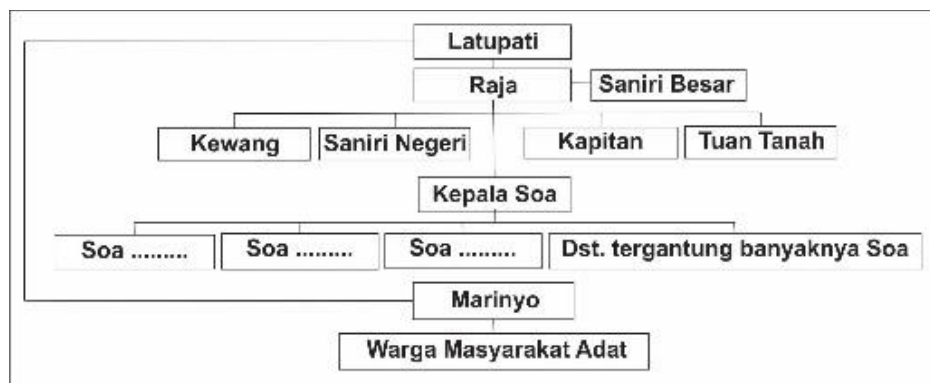 Latupati
Raja
Saniri Besar
Kewang
Saniri Negeri
Kapitan
Tuan Tanah
Kepala Soa
Soa .........
Soa .........
Soa .........
Dst. tergantung banyaknya Soa
Marinyo
Warga Masyarakat Adat